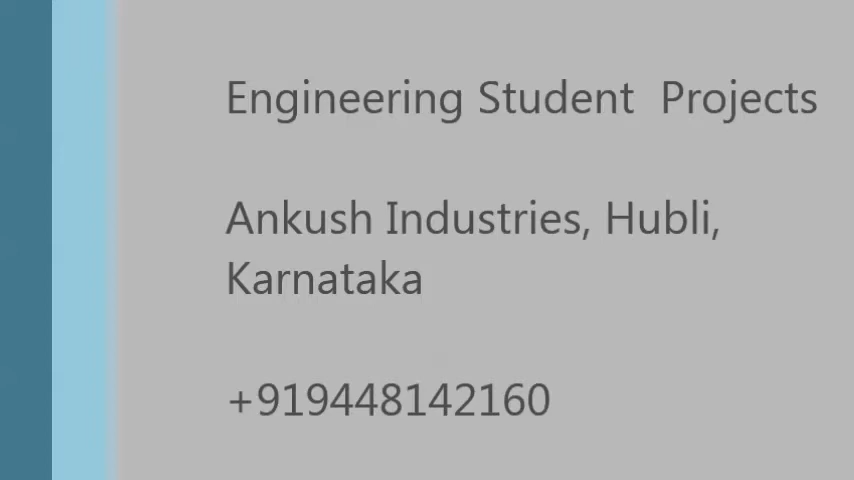 Engineering Student  Projects
Ankush Industries, Hubli,
Karnataka
+919448142160